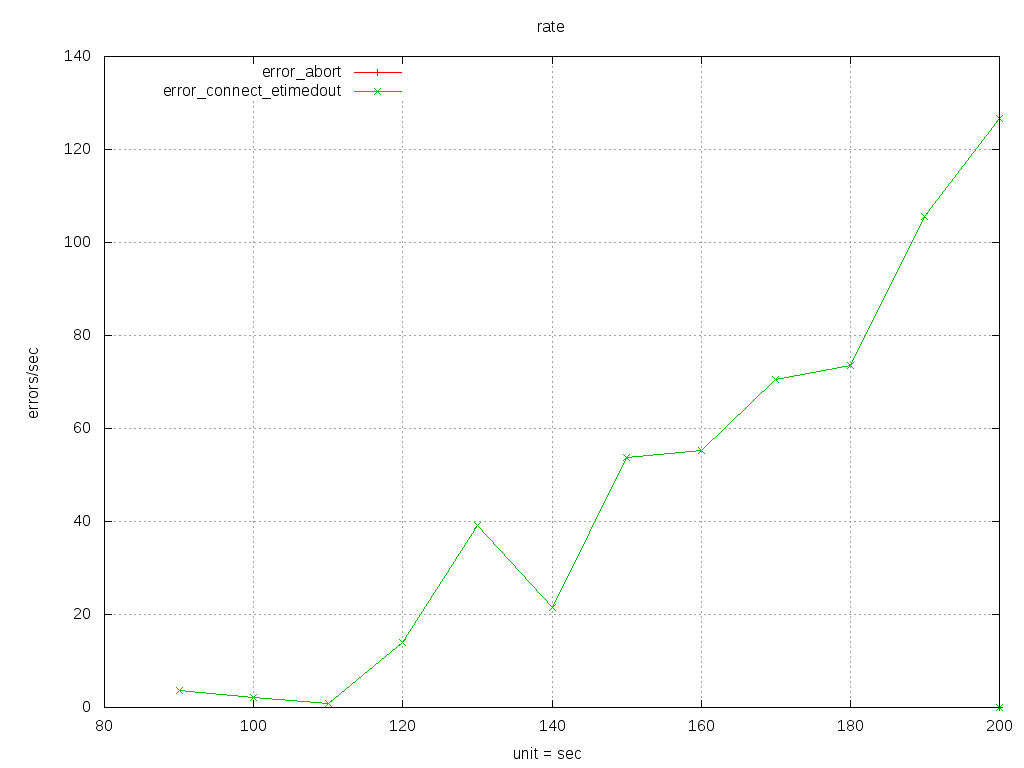 rate
140
error_abort
error_connect_etimedout
120
100
80
errors/sec
60
40
20
0
80 100 120 140 160 180 200
unit = sec